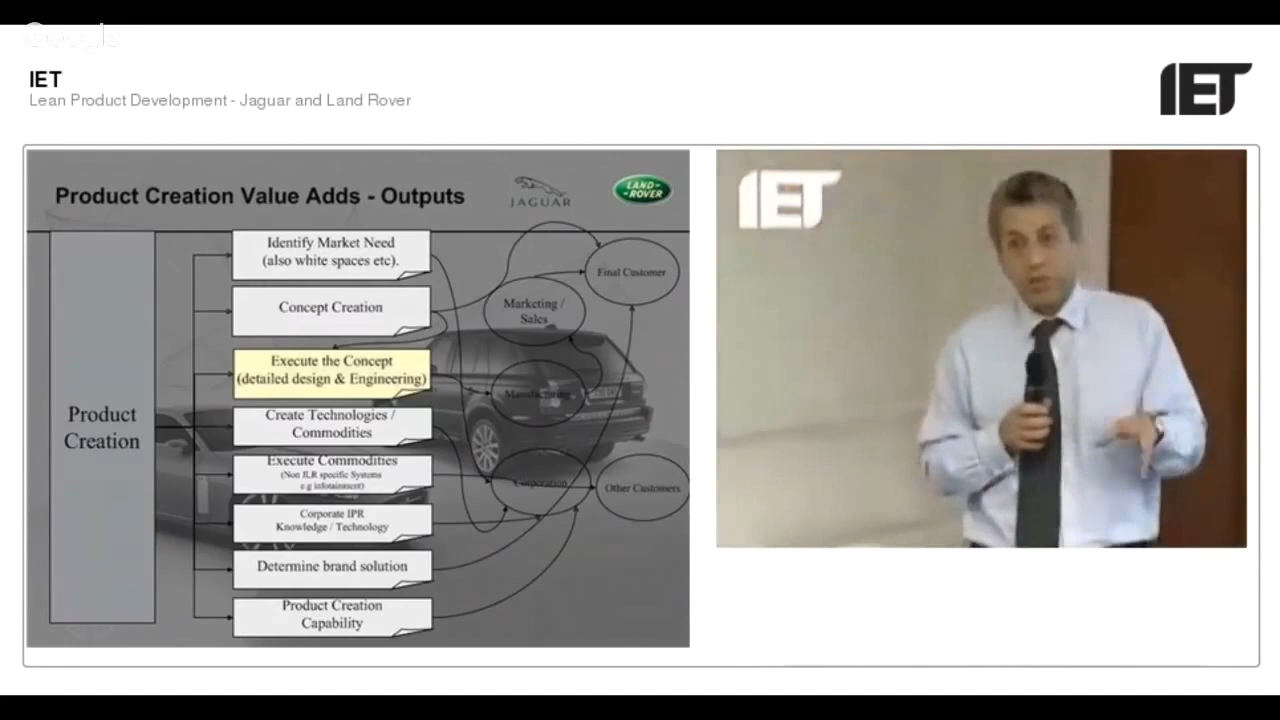 Google
IET
Lean Product Development - Jaguar and Land Rover
IET
Product Creation Value Adds - Outputs
JAGUAR
LAND-
-ROVER
Product
Creation
Identify Market Need
(also white spaces etc).
Concept Creation
Execute the Concept
(detailed design & Engineering)
Create Technologies /
Commodities
Execute Commodities
(Non JLR specific Systems
e.g infotainment)
Corporate IPR
Knowledge / Technology
Determine brand solution
Product Creation
Capability
Final Customer
Marketing /
Sales
Manufacturing
Corporation
Other Customers
IET